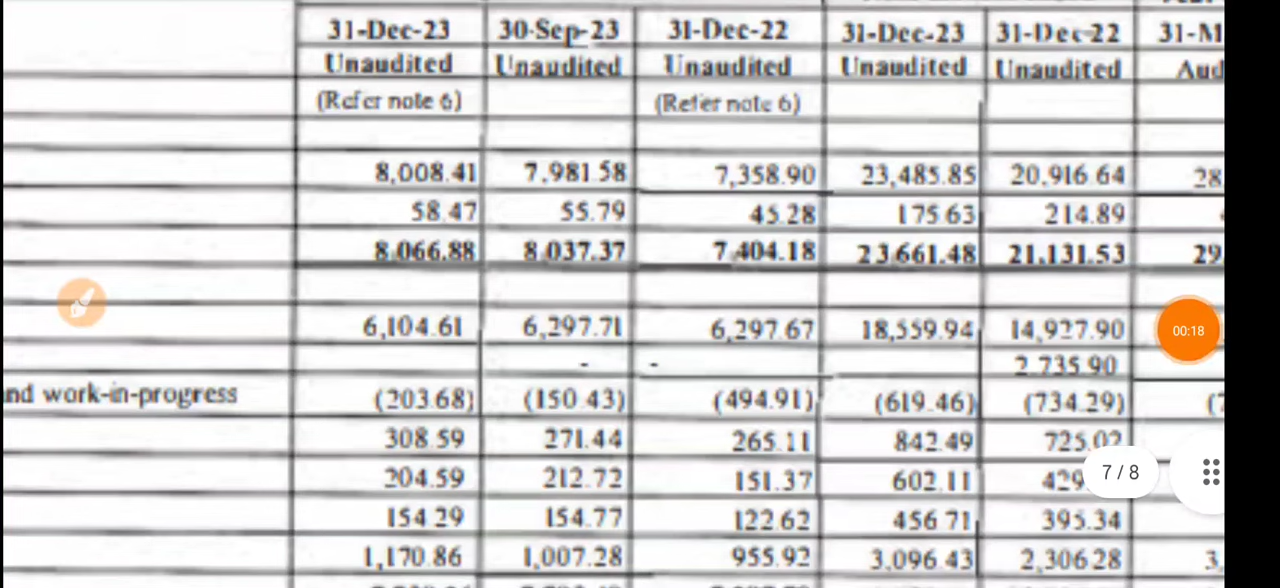 31-Dec-23 30-Sep-23 31-Dec-22 31-Dec-23 31-Dec-22 31-M
Unaudited Unaudited Unaudited Unaudited Unaudited Aud
(Refer note 6) (Refer note 6)
8,008.41 7,981.58 7,358.90 23,485.85 20,916.64 28
58.47 55.79 45.28 175.63 214.89
8,066.88 8,037.37 7,404.18 23,661.48 21,131.53 29
6,104.61 6,297.71 6,297.67 18,559.94 14,927.90 00:18
- - 2,735.90
nd work-in-progress (203.68) (150.43) (494.91) (619.46) (734.29) (7
308.59 271.44 265.11 842.49 725.02
204.59 212.72 151.37 602.11 429 7 / 8
154.29 154.77 122.62 456.71 395.34
1,170.86 1,007.28 955.92 3,096.43 2,306.28 3,